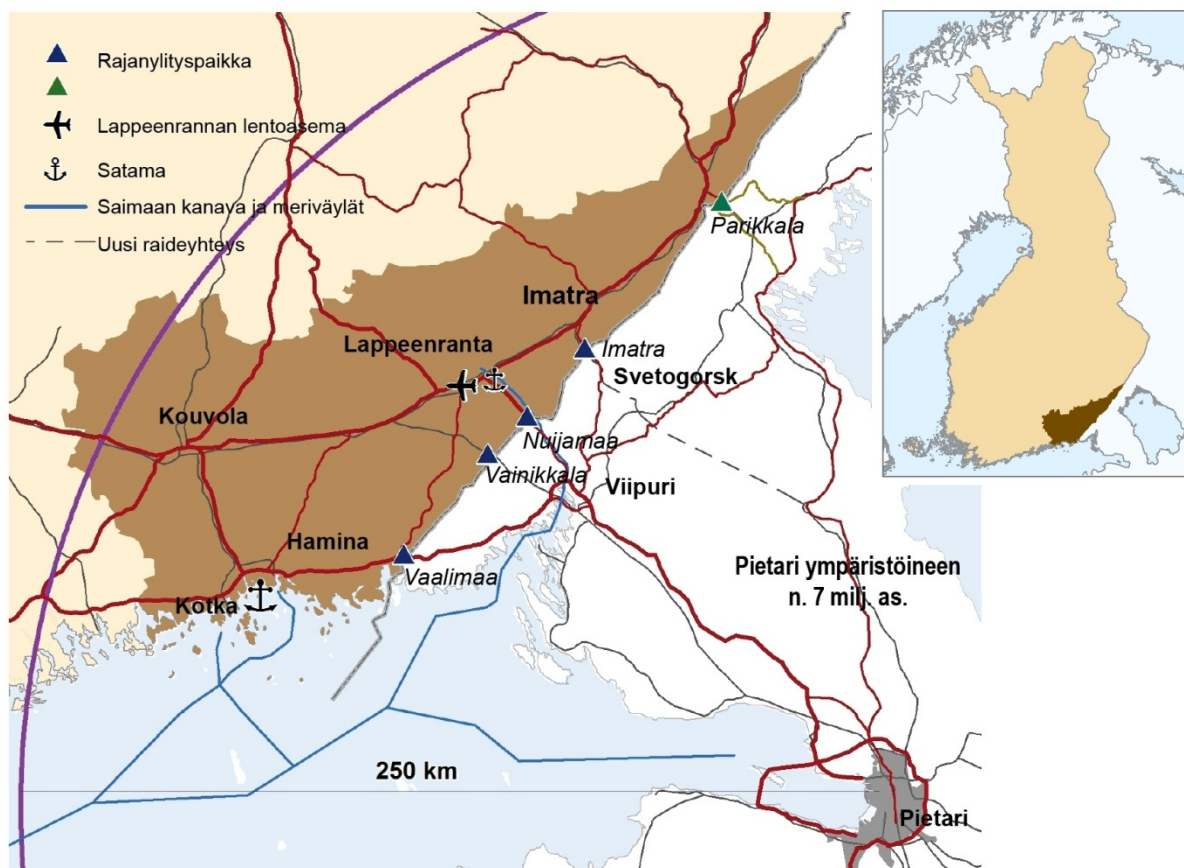 Rajanylityspaikka
Lappeenrannan lentoasema
Satama
Saimaan kanava ja meriväylät
Uusi raideyhteys
Parikkala
Imatra
Lappeenranta
Imatra
Svetogorsk
Kouvola
Nuijamaa
Vainikkala
Viipuri
Hamina
Vaalimaa
Pietari ympäristöineen
n. 7 milj. as.
Kotka
250 km
Pietari